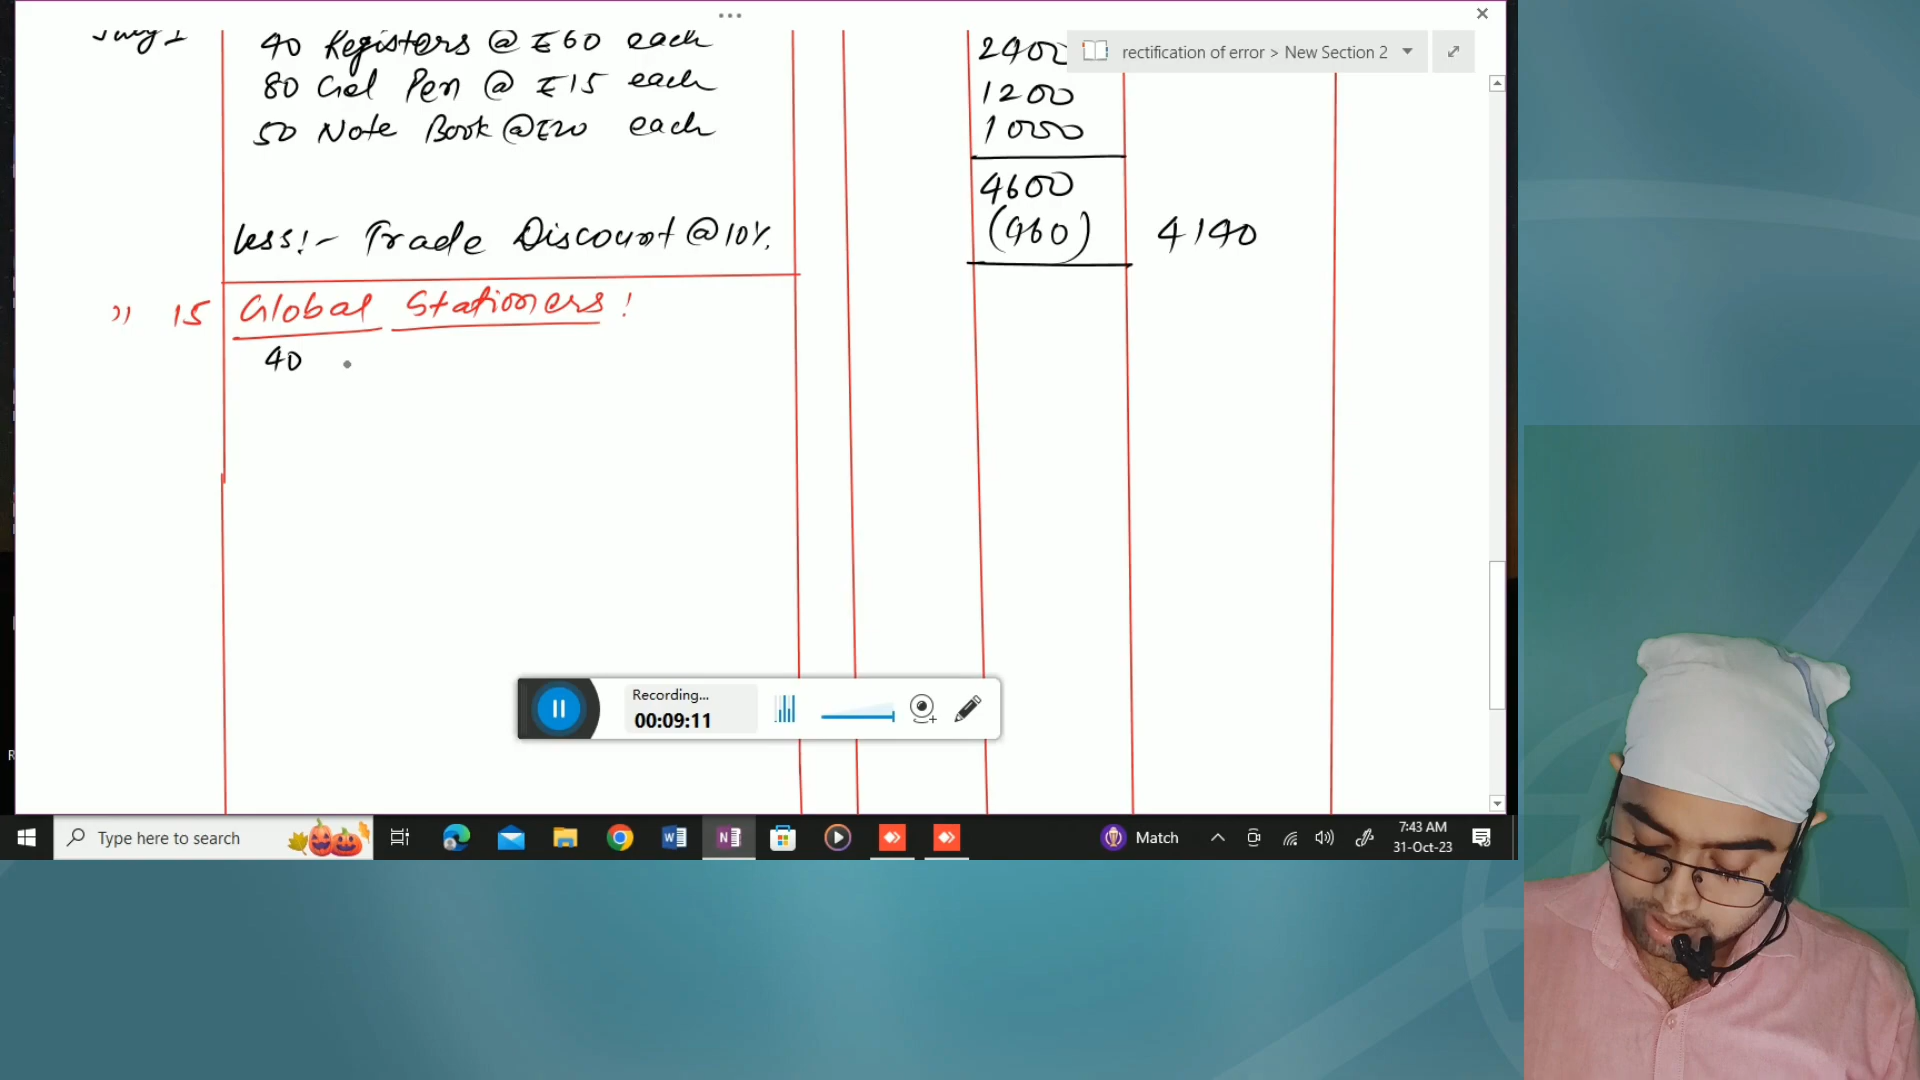 July 1
40 Registers @ ₹60 each 2400
rectification of error > New Section 2
80 Gel Pen @ ₹15 each 1200
50 Note Book @ ₹20 each 1000
4600
Less:- Trade Discount @ 10% (460) 4140
" 15 Global Stationers :
40
Recording...
00:09:11
Type here to search
Match
7:43 AM
31-Oct-23